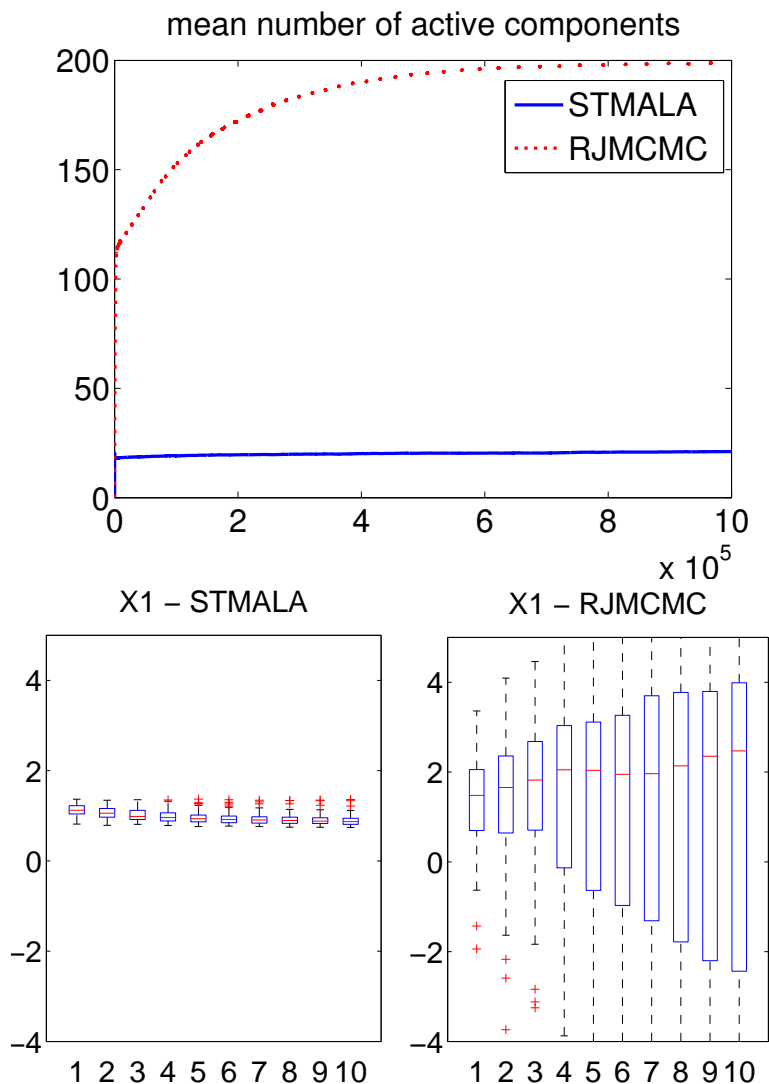 mean number of active components
200
150
100
50
0
STMALA
RJMCMC
0 2 4 6 8 10
x 10^5
X1 − STMALA
4
2
0
−2
−4
1 2 3 4 5 6 7 8 9 10
X1 − RJMCMC
4
2
0
−2
−4
1 2 3 4 5 6 7 8 9 10